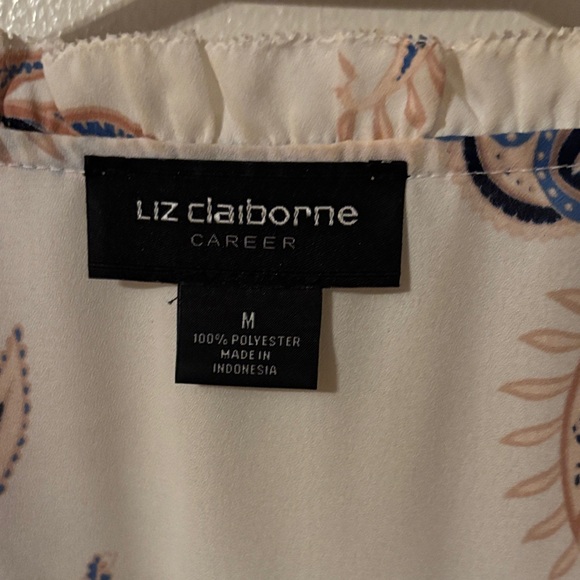 Liz claiborne
CAREER
M
100% POLYESTER
MADE IN
INDONESIA